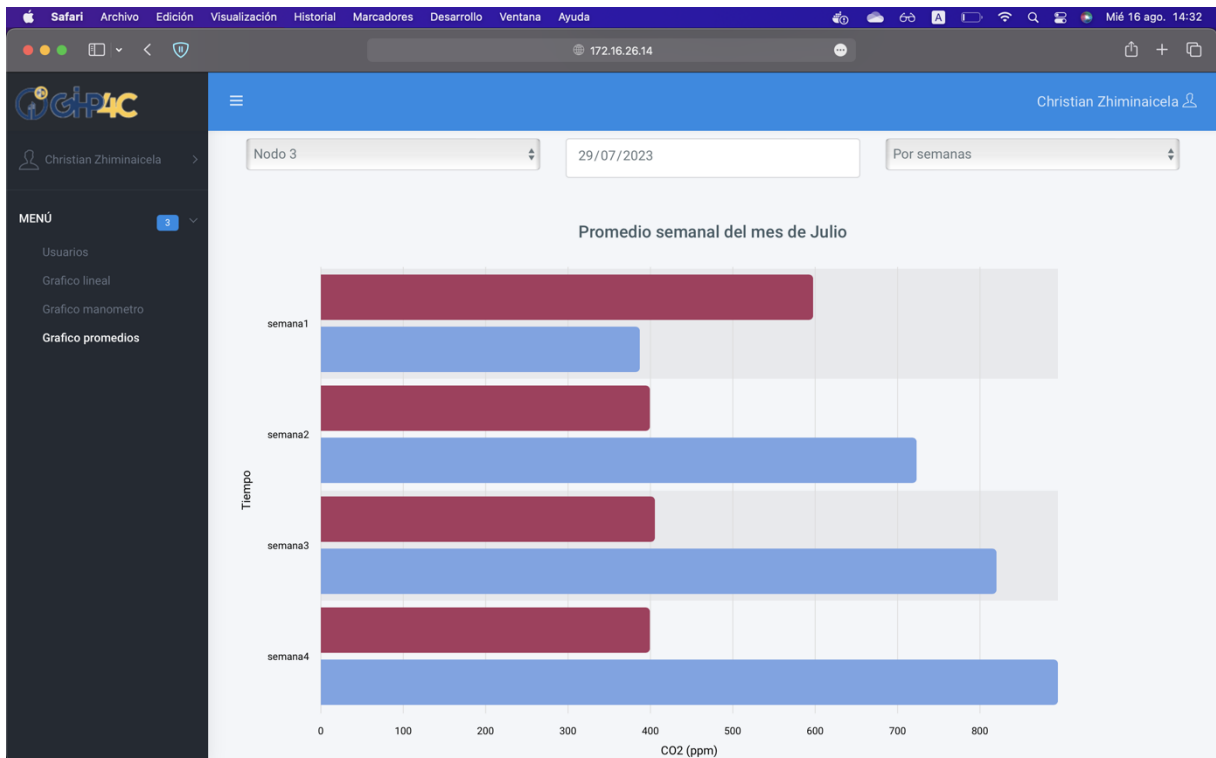 Safari Archivo Edición Visualización Historial Marcadores Desarrollo Ventana Ayuda A Mié 16 ago. 14:32
172.16.26.14
GIHP4C
Christian Zhiminaicela
Christian Zhiminaicela
Nodo 3
29/07/2023
Por semanas
MENÚ
3
Usuarios
Grafico lineal
Grafico manometro
Grafico promedios
Promedio semanal del mes de Julio
semana1
semana2
semana3
semana4
Tiempo
0 100 200 300 400 500 600 700 800
CO2 (ppm)